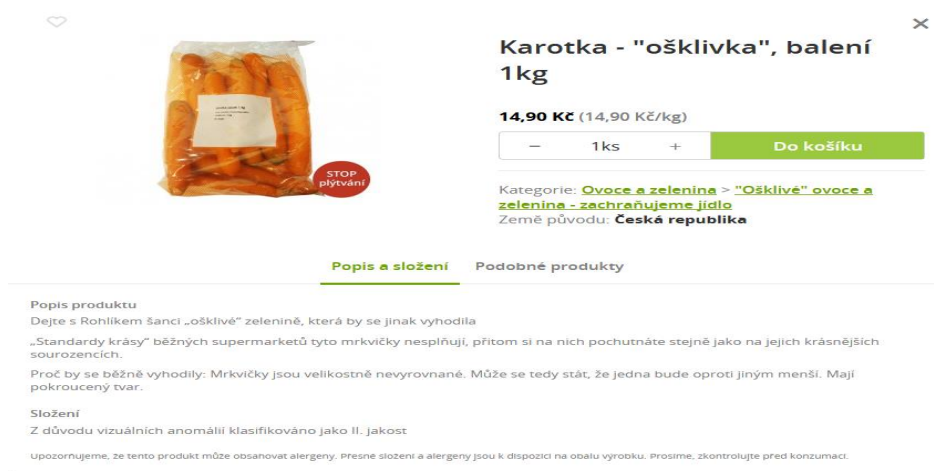 Karotka - "ošklivka", balení
1kg
14,90 Kč (14,90 Kč/kg)
− 1ks + Do košíku
STOP
plýtvání
Kategorie: Ovoce a zelenina > "Ošklivé" ovoce a
zelenina - zachraňujeme jídlo
Země původu: Česká republika
Popis a složení Podobné produkty
Popis produktu
Dejte s Rohlíkem šanci „ošklivé“ zelenině, která by se jinak vyhodila
„Standardy krásy“ běžných supermarketů tyto mrkvičky nesplňují, přitom si na nich pochutnáte stejně jako na jejich krásnějších
sourozencích.
Proč by se běžně vyhodily: Mrkvičky jsou velikostně nevyrovnané. Může se tedy stát, že jedna bude oproti jiným menší. Mají
pokroucený tvar.
Složení
Z důvodu vizuálních anomálií klasifikováno jako II. jakost
Upozorňujeme, že tento produkt může obsahovat alergeny. Přesné složení a alergeny jsou k dispozici na obalu výrobku. Prosíme, zkontrolujte před konzumací.